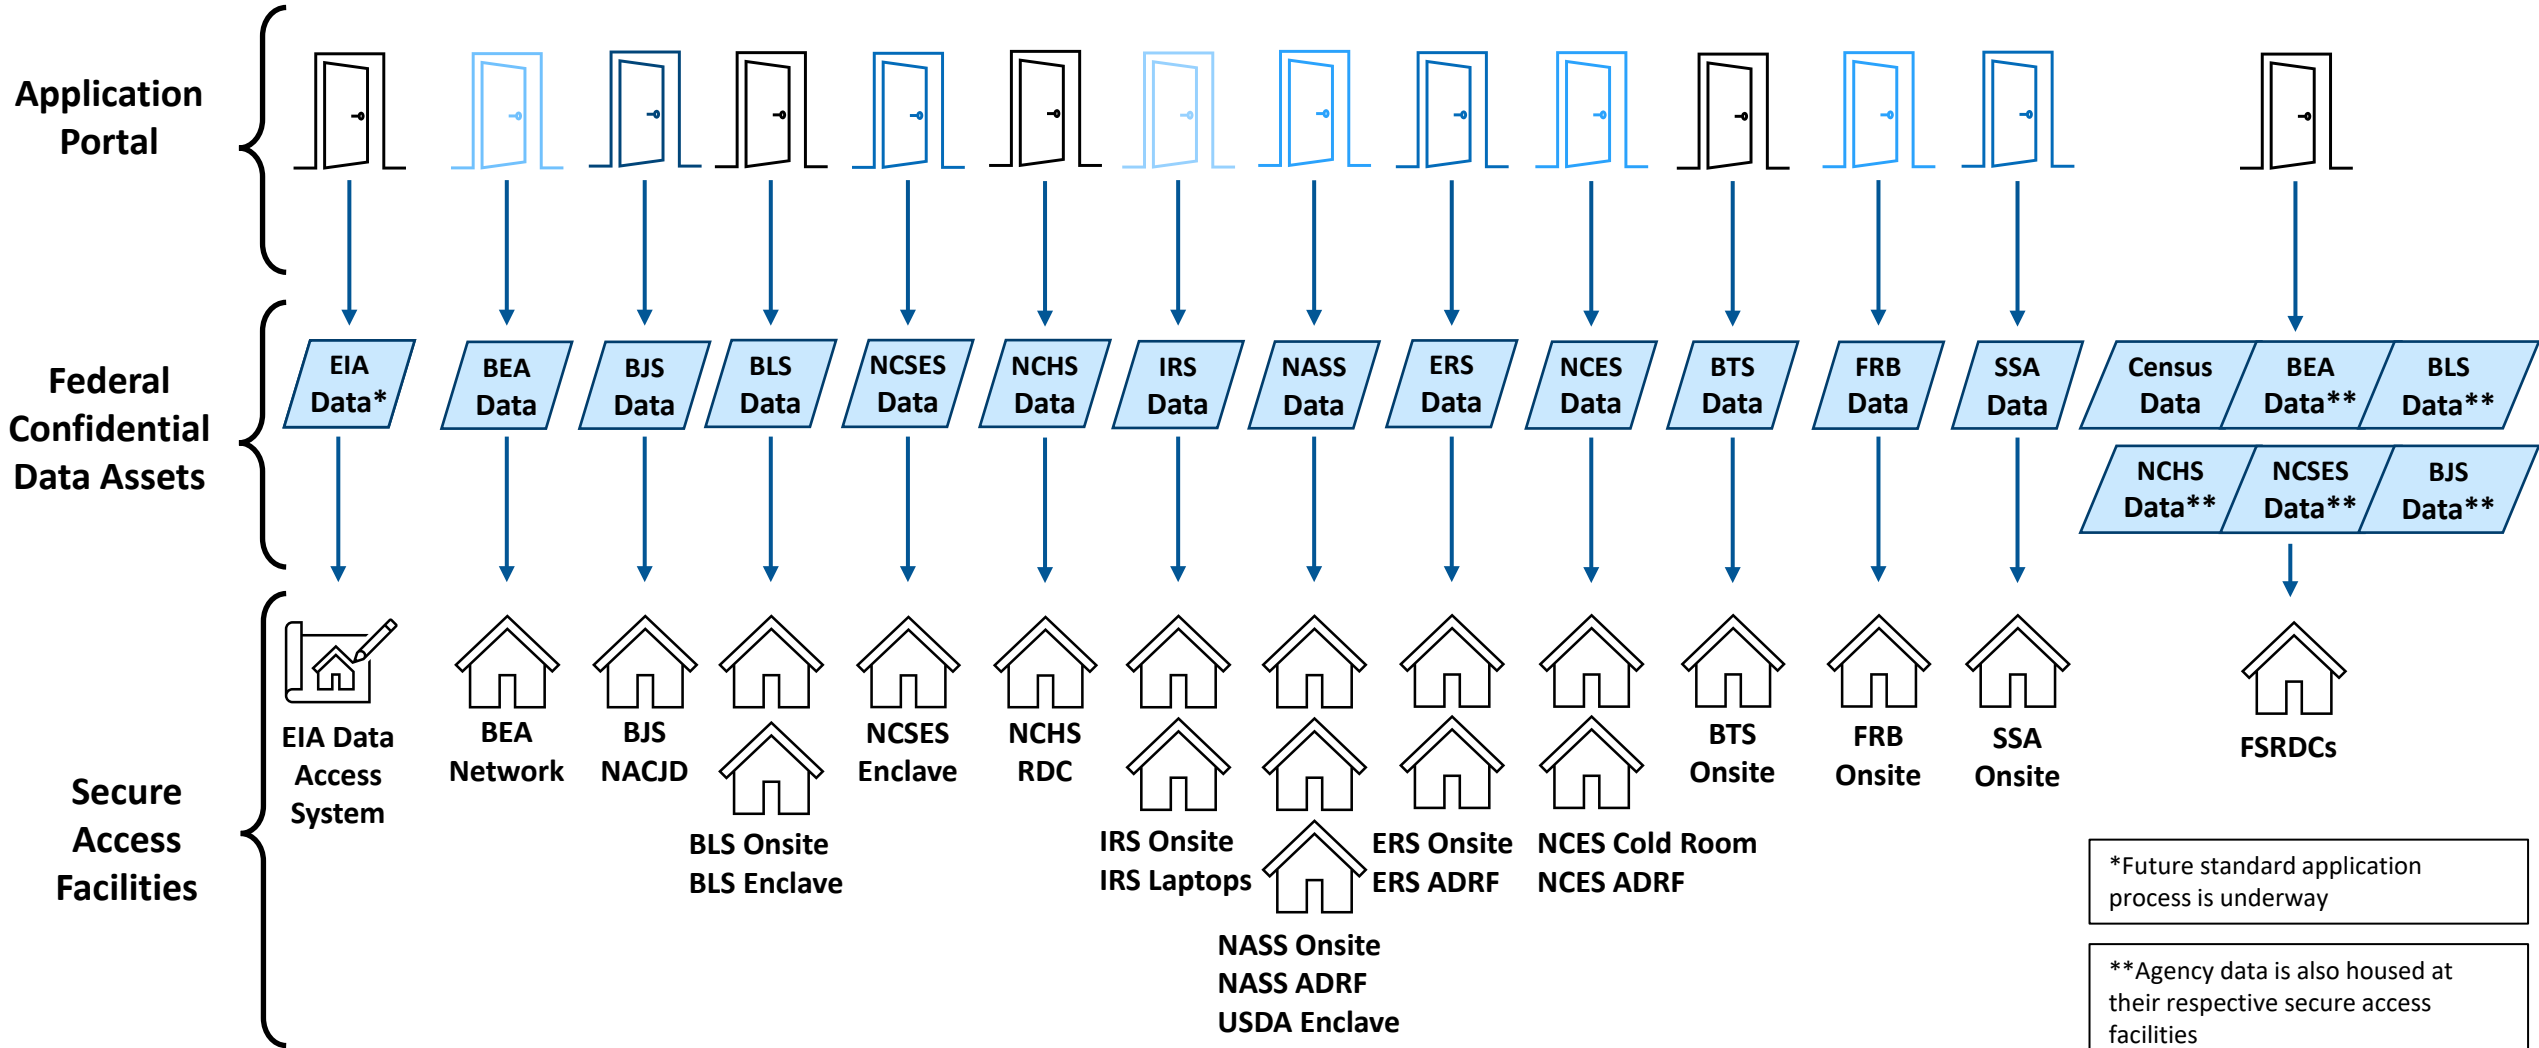 Application
Portal
Federal
Confidential
Data Assets
EIA
Data*
BEA
Data
BJS
Data
BLS
Data
NCSES
Data
NCHS
Data
IRS
Data
NASS
Data
ERS
Data
NCES
Data
BTS
Data
FRB
Data
SSA
Data
Census
Data
BEA
Data**
BLS
Data**
NCHS
Data**
NCSES
Data**
BJS
Data**
Secure
Access
Facilities
EIA Data
Access
System
BEA
Network
BJS
NACJD
BLS Onsite
BLS Enclave
NCSES
Enclave
NCHS
RDC
IRS Onsite
IRS Laptops
NASS Onsite
NASS ADRF
USDA Enclave
ERS Onsite
ERS ADRF
NCES Cold Room
NCES ADRF
BTS
Onsite
FRB
Onsite
SSA
Onsite
FSRDCs
*Future standard application
process is underway
**Agency data is also housed at
their respective secure access
facilities